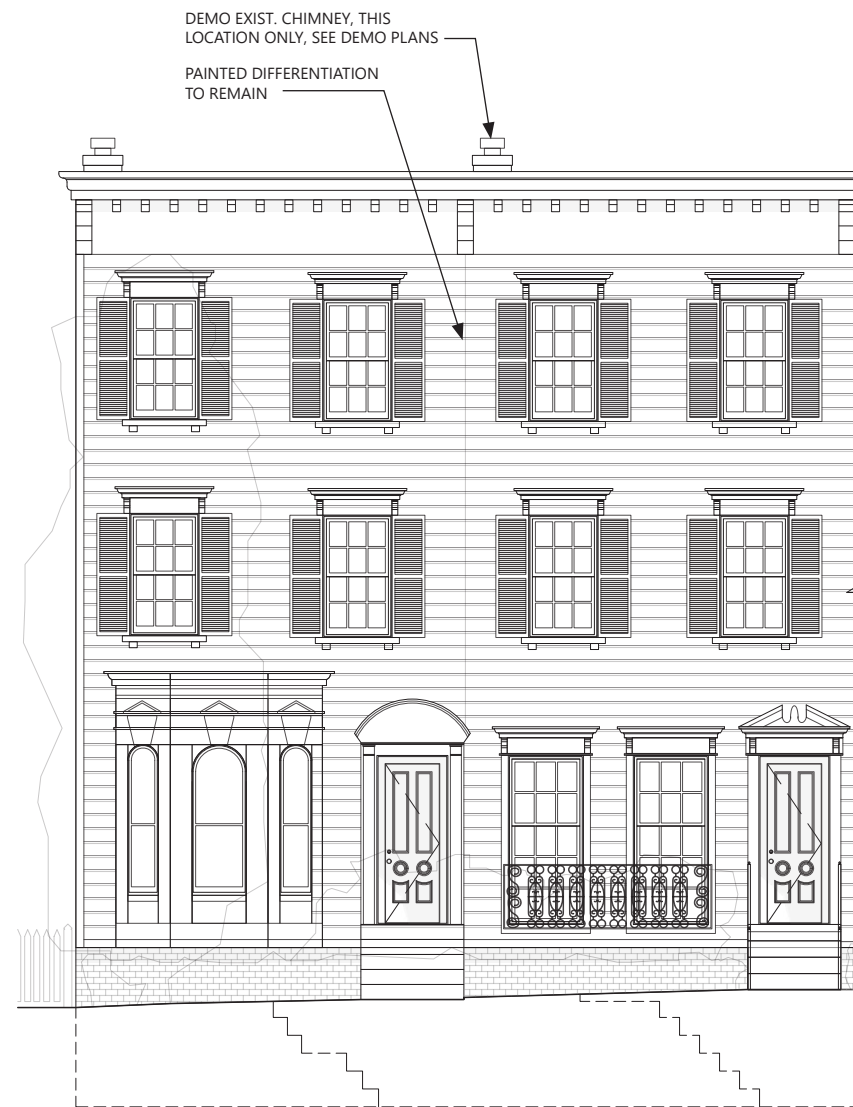 DEMO EXIST. CHIMNEY, THIS
LOCATION ONLY, SEE DEMO PLANS
PAINTED DIFFERENTIATION
TO REMAIN